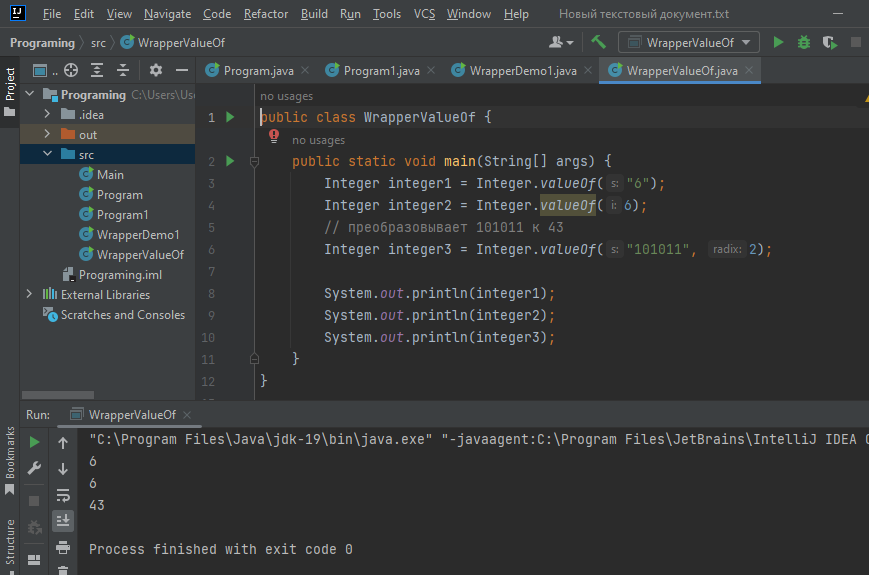 File Edit View Navigate Code Refactor Build Run Tools VCS Window Help Новый текстовый документ.txt
Programing src WrapperValueOf WrapperValueOf
Project
Program.java Program1.java WrapperDemo1.java WrapperValueOf.java
Programing C:\Users\Us
.idea
out
src
Main
Program
Program1
WrapperDemo1
WrapperValueOf
Programing.iml
External Libraries
Scratches and Consoles
no usages
1 public class WrapperValueOf {
no usages
2 public static void main(String[] args) {
3 Integer integer1 = Integer.valueOf( s: "6");
4 Integer integer2 = Integer.valueOf( i: 6);
5 // преобразовывает 101011 к 43
6 Integer integer3 = Integer.valueOf( s: "101011", radix: 2);
7
8 System.out.println(integer1);
9 System.out.println(integer2);
10 System.out.println(integer3);
11 }
12 }
Run: WrapperValueOf
"C:\Program Files\Java\jdk-19\bin\java.exe" "-javaagent:C:\Program Files\JetBrains\IntelliJ IDEA
6
6
43
Process finished with exit code 0
Bookmarks
Structure